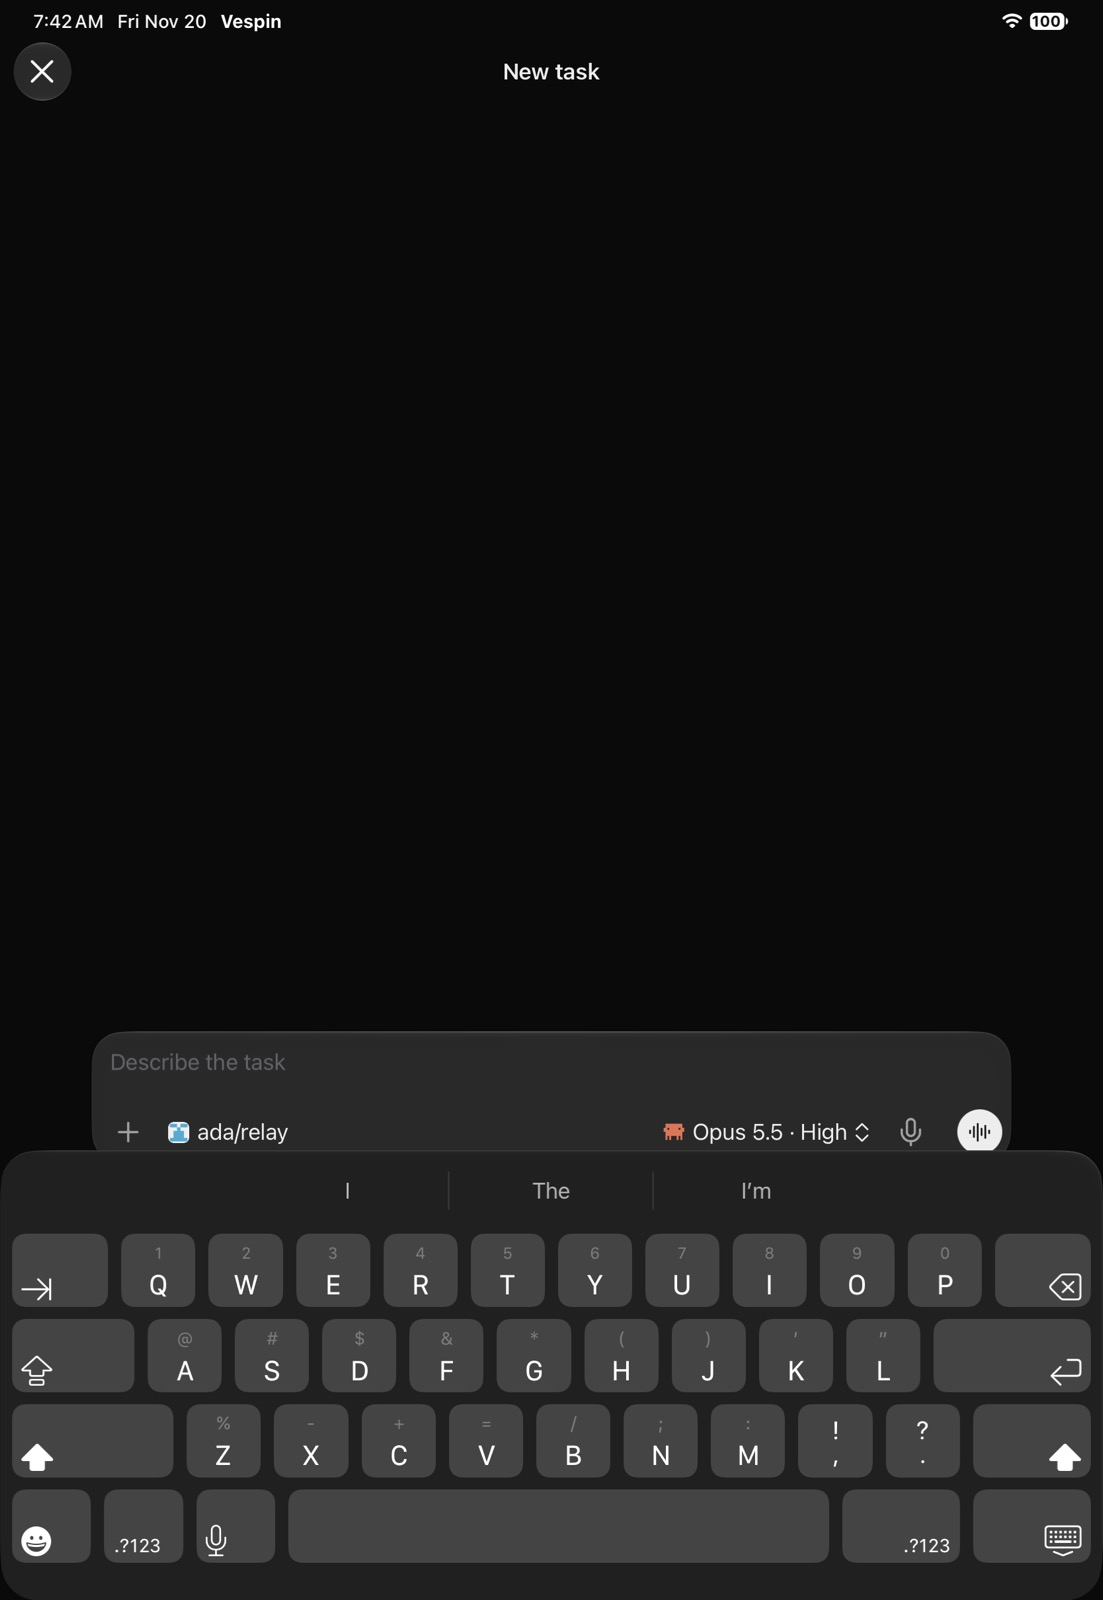 7:42 AM Fri Nov 20 Vespin
100
New task
Describe the task
ada/relay
Opus 5.5 · High
I The I'm
1 2 3 4 5 6 7 8 9 0
Q W E R T Y U I O P
@ # $ & * ( ) ' "
A S D F G H J K L
% - + = / ; : ! ?
Z X C V B N M , .
.?123 .?123